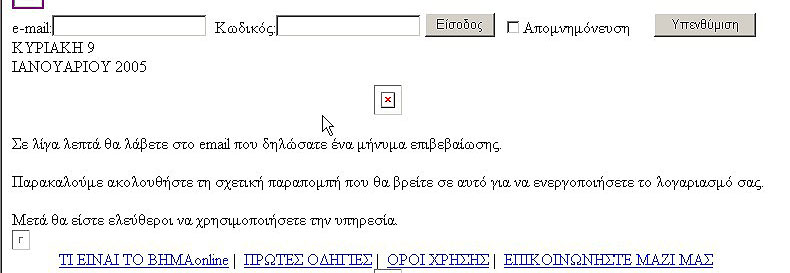 e-mail: Κωδικός: Είσοδος Απομνημόνευση Υπενθύμιση
ΚΥΡΙΑΚΗ 9
ΙΑΝΟΥΑΡΙΟΥ 2005
Σε λίγα λεπτά θα λάβετε στο email που δηλώσατε ένα μήνυμα επιβεβαίωσης.
Παρακαλούμε ακολουθήστε τη σχετική παραπομπή που θα βρείτε σε αυτό για να ενεργοποιήσετε το λογαριασμό σας.
Μετά θα είστε ελεύθεροι να χρησιμοποιήσετε την υπηρεσία.
ΤΙ ΕΙΝΑΙ ΤΟ ΒΗΜΑonline | ΠΡΩΤΕΣ ΟΔΗΓΙΕΣ | ΟΡΟΙ ΧΡΗΣΗΣ | ΕΠΙΚΟΙΝΩΝΗΣΤΕ ΜΑΖΙ ΜΑΣ